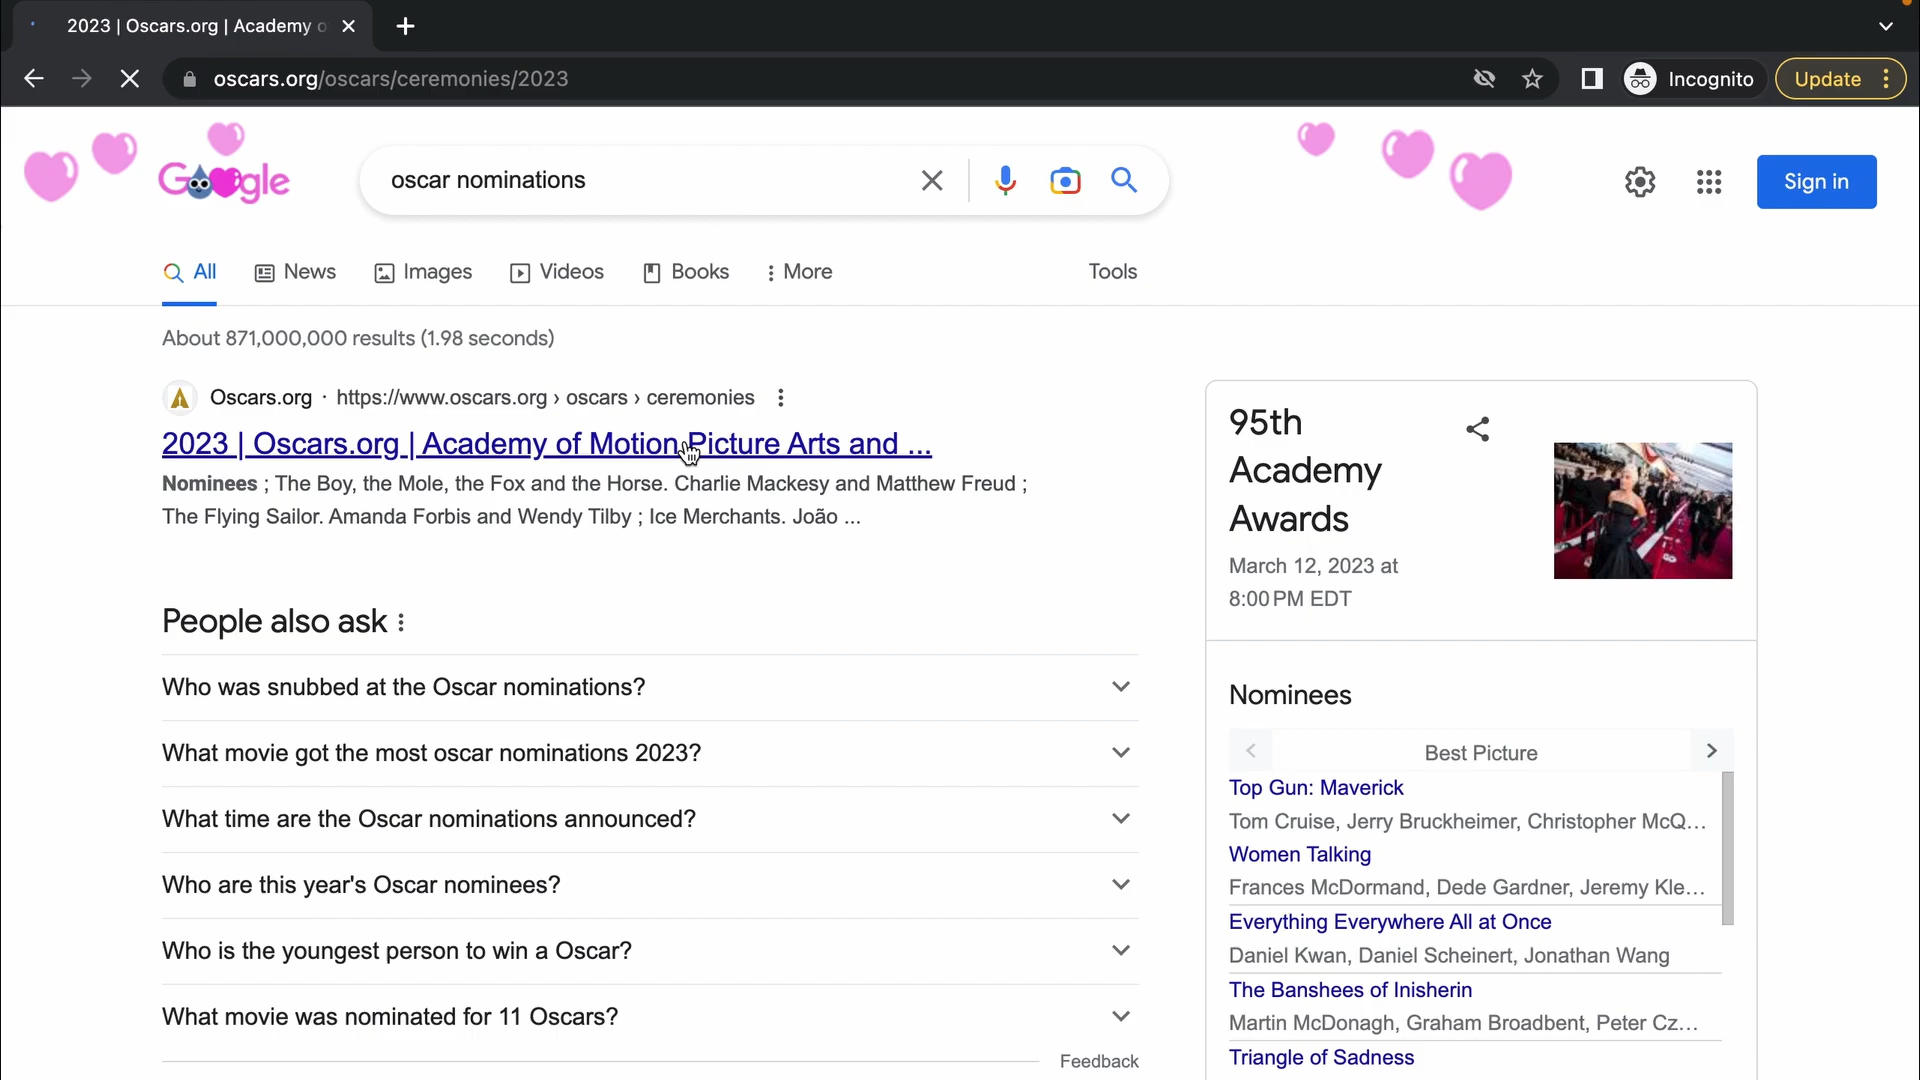 2023 | Oscars.org | Academy o
oscars.org/oscars/ceremonies/2023
Incognito
Update
Google
oscar nominations
Sign in
All
News
Images
Videos
Books
More
Tools
About 871,000,000 results (1.98 seconds)
Oscars.org · https://www.oscars.org › oscars › ceremonies
2023 | Oscars.org | Academy of Motion Picture Arts and ...
Nominees ; The Boy, the Mole, the Fox and the Horse. Charlie Mackesy and Matthew Freud ;
The Flying Sailor. Amanda Forbis and Wendy Tilby ; Ice Merchants. João ...
People also ask
Who was snubbed at the Oscar nominations?
What movie got the most oscar nominations 2023?
What time are the Oscar nominations announced?
Who are this year's Oscar nominees?
Who is the youngest person to win a Oscar?
What movie was nominated for 11 Oscars?
Feedback
95th
Academy
Awards
March 12, 2023 at
8:00 PM EDT
Nominees
Best Picture
Top Gun: Maverick
Tom Cruise, Jerry Bruckheimer, Christopher McQ...
Women Talking
Frances McDormand, Dede Gardner, Jeremy Kle...
Everything Everywhere All at Once
Daniel Kwan, Daniel Scheinert, Jonathan Wang
The Banshees of Inisherin
Martin McDonagh, Graham Broadbent, Peter Cz...
Triangle of Sadness